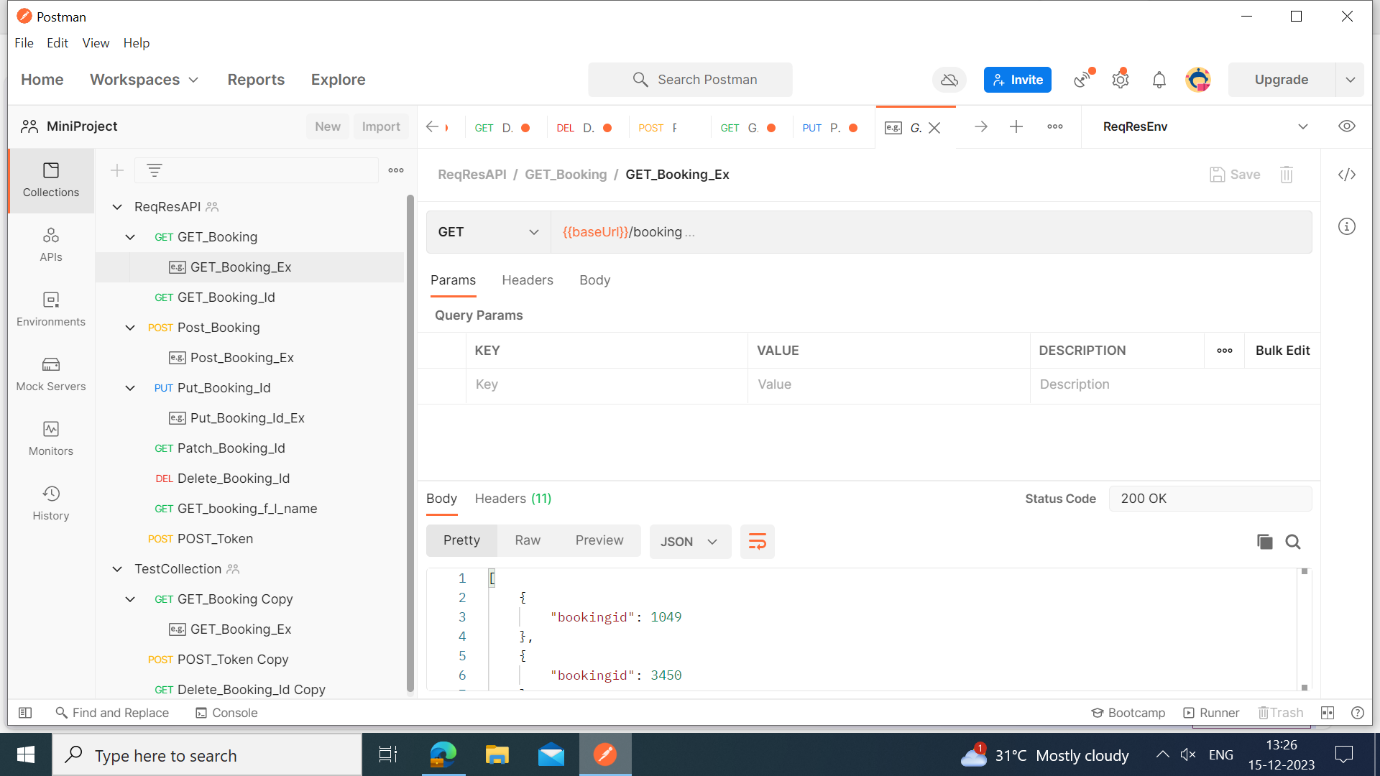 Postman
File Edit View Help
Home Workspaces Reports Explore Search Postman Invite Upgrade
MiniProject New Import
GET D. DEL D. POST GET G. PUT P. e.g. G. ReqResEnv
Collections
APIs
Environments
Mock Servers
Monitors
History
ReqResAPI
GET GET_Booking
e.g. GET_Booking_Ex
GET GET_Booking_Id
POST Post_Booking
e.g. Post_Booking_Ex
PUT Put_Booking_Id
e.g. Put_Booking_Id_Ex
GET Patch_Booking_Id
DEL Delete_Booking_Id
GET GET_booking_f_l_name
POST POST_Token
TestCollection
GET GET_Booking Copy
e.g. GET_Booking_Ex
POST POST_Token Copy
GET Delete_Booking_Id Copy
ReqResAPI / GET_Booking / GET_Booking_Ex Save
GET {{baseUrl}}/booking ...
Params Headers Body
Query Params
KEY VALUE DESCRIPTION Bulk Edit
Key Value Description
Body Headers (11) Status Code 200 OK
Pretty Raw Preview JSON
1 [
2 {
3 "bookingid": 1049
4 },
5 {
6 "bookingid": 3450
Find and Replace Console Bootcamp Runner Trash
Type here to search 1 31°C Mostly cloudy ENG 13:26
15-12-2023